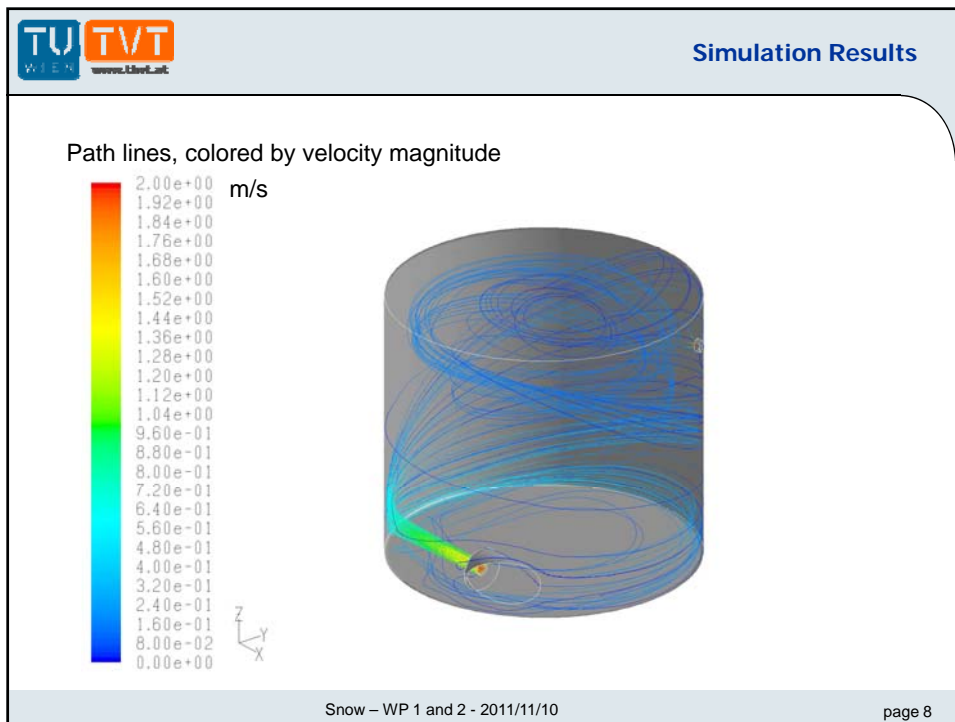 TU TVT
WIEN www.tiwt.at
Simulation Results
Path lines, colored by velocity magnitude
2.00e+00 m/s
1.92e+00
1.84e+00
1.76e+00
1.68e+00
1.60e+00
1.52e+00
1.44e+00
1.36e+00
1.28e+00
1.20e+00
1.12e+00
1.04e+00
9.60e-01
8.80e-01
8.00e-01
7.20e-01
6.40e-01
5.60e-01
4.80e-01
4.00e-01
3.20e-01
2.40e-01
1.60e-01
8.00e-02
0.00e+00
Z
Y
X
Snow – WP 1 and 2 - 2011/11/10 page 8